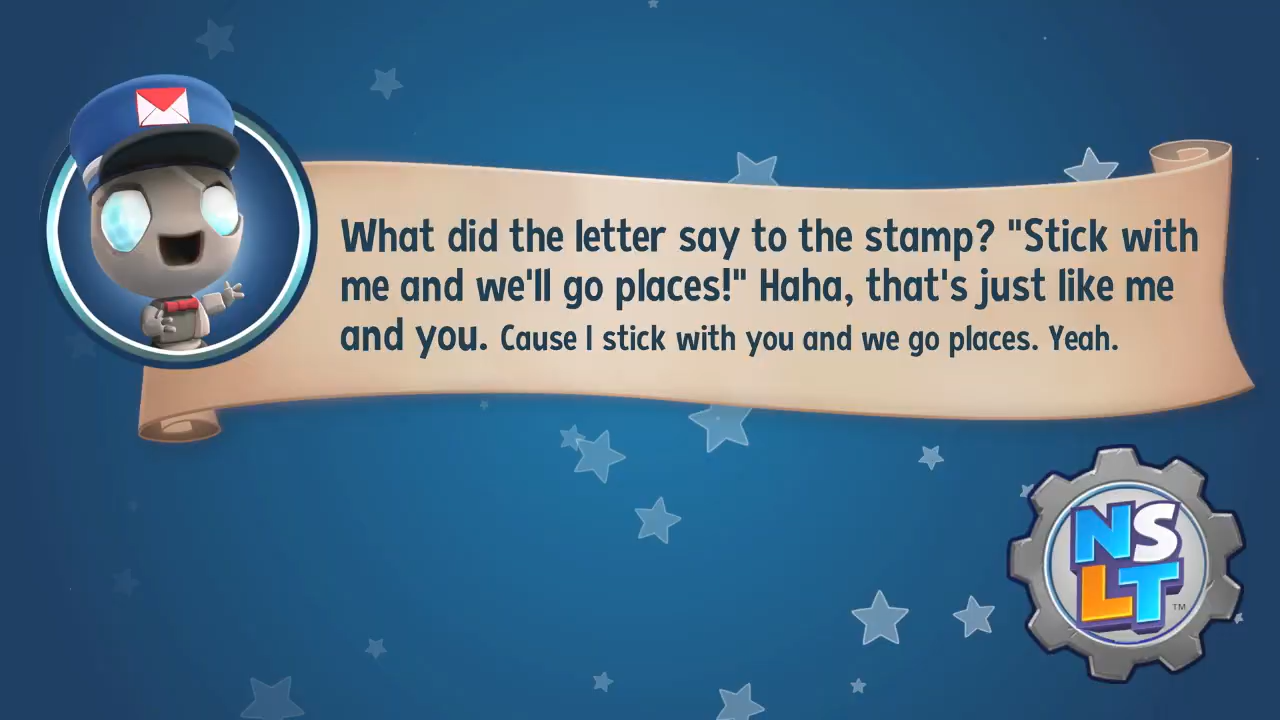 What did the letter say to the stamp? "Stick with
me and we'll go places!" Haha, that's just like me
and you. Cause I stick with you and we go places. Yeah.
NS
LT
TM